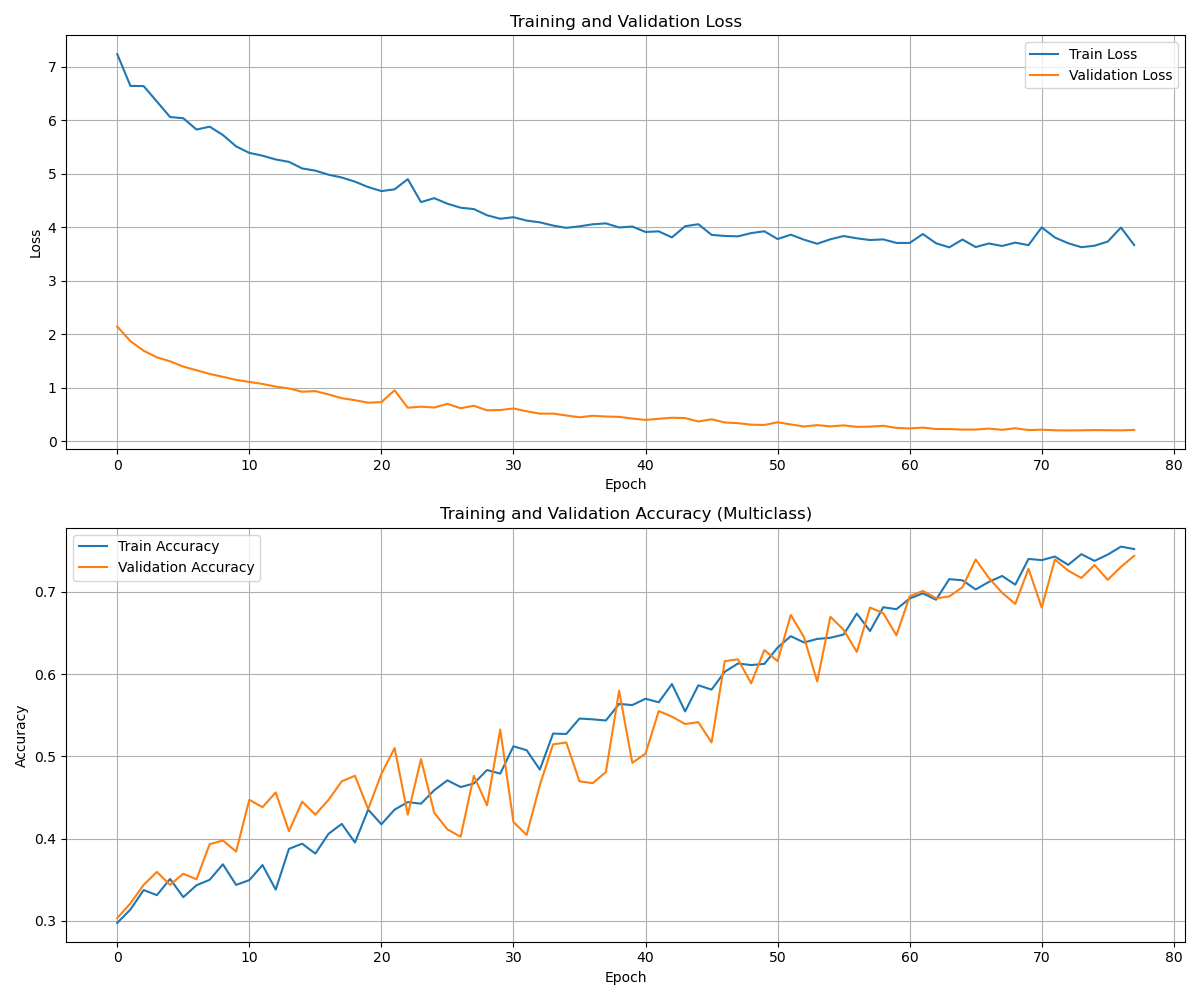 Training and Validation Loss
Train Loss
Validation Loss
7
6
5
4
3
2
1
0
Loss
0 10 20 30 40 50 60 70 80
Epoch
Training and Validation Accuracy (Multiclass)
Train Accuracy
Validation Accuracy
0.7
0.6
0.5
0.4
0.3
Accuracy
0 10 20 30 40 50 60 70 80
Epoch